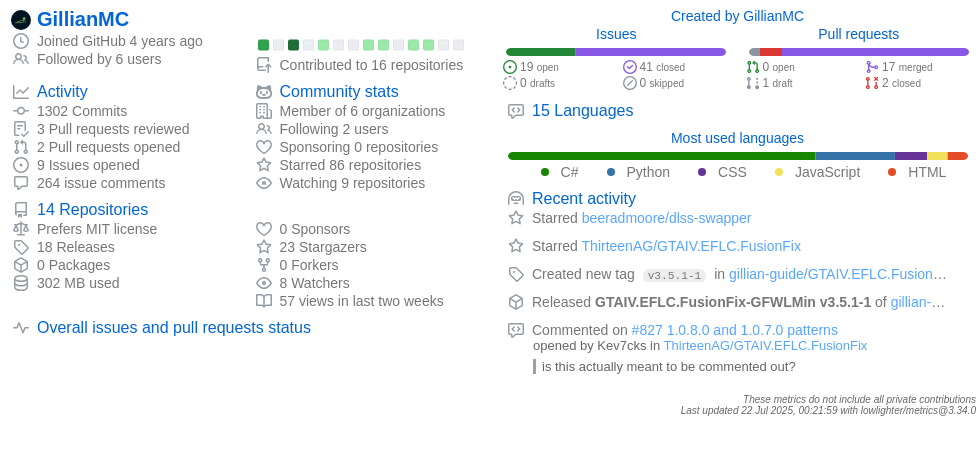 GillianMC
Joined GitHub 4 years ago
Followed by 6 users
Contributed to 16 repositories
Activity
1302 Commits
3 Pull requests reviewed
2 Pull requests opened
9 Issues opened
264 issue comments
Community stats
Member of 6 organizations
Following 2 users
Sponsoring 0 repositories
Starred 86 repositories
Watching 9 repositories
14 Repositories
Prefers MIT license
18 Releases
0 Packages
302 MB used
0 Sponsors
23 Stargazers
0 Forkers
8 Watchers
57 views in last two weeks
Overall issues and pull requests status
Created by GillianMC
Issues
19 open
41 closed
0 drafts
0 skipped
Pull requests
0 open
17 merged
1 draft
2 closed
15 Languages
Most used languages
C# Python CSS JavaScript HTML
Recent activity
Starred beeradmoore/dlss-swapper
Starred ThirteenAG/GTAIV.EFLC.FusionFix
Created new tag v3.5.1-1 in gillian-guide/GTAIV.EFLC.Fusion…
Released GTAIV.EFLC.FusionFix-GFWLMin v3.5.1-1 of gillian-…
Commented on #827 1.0.8.0 and 1.0.7.0 patterns
opened by Kev7cks in ThirteenAG/GTAIV.EFLC.FusionFix
is this actually meant to be commented out?
These metrics do not include all private contributions
Last updated 22 Jul 2025, 00:21:59 with lowlighter/metrics@3.34.0